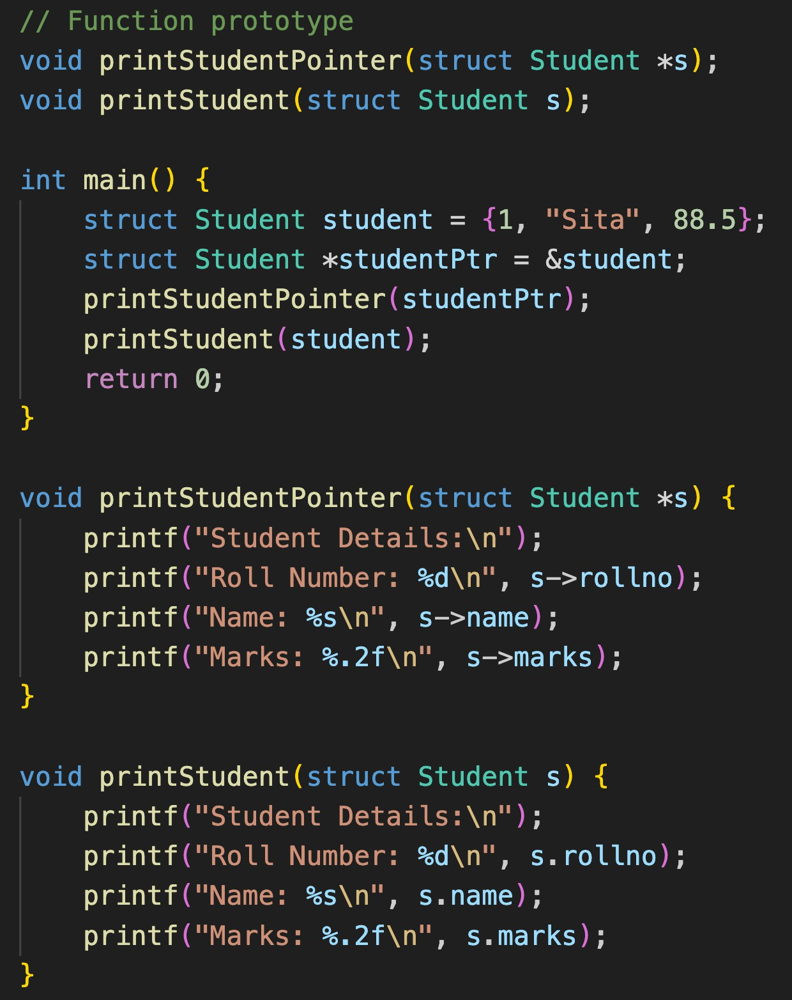 // Function prototype
void printStudentPointer(struct Student *s);
void printStudent(struct Student s);

int main() {
    struct Student student = {1, "Sita", 88.5};
    struct Student *studentPtr = &student;
    printStudentPointer(studentPtr);
    printStudent(student);
    return 0;
}

void printStudentPointer(struct Student *s) {
    printf("Student Details:\n");
    printf("Roll Number: %d\n", s->rollno);
    printf("Name: %s\n", s->name);
    printf("Marks: %.2f\n", s->marks);
}

void printStudent(struct Student s) {
    printf("Student Details:\n");
    printf("Roll Number: %d\n", s.rollno);
    printf("Name: %s\n", s.name);
    printf("Marks: %.2f\n", s.marks);
}